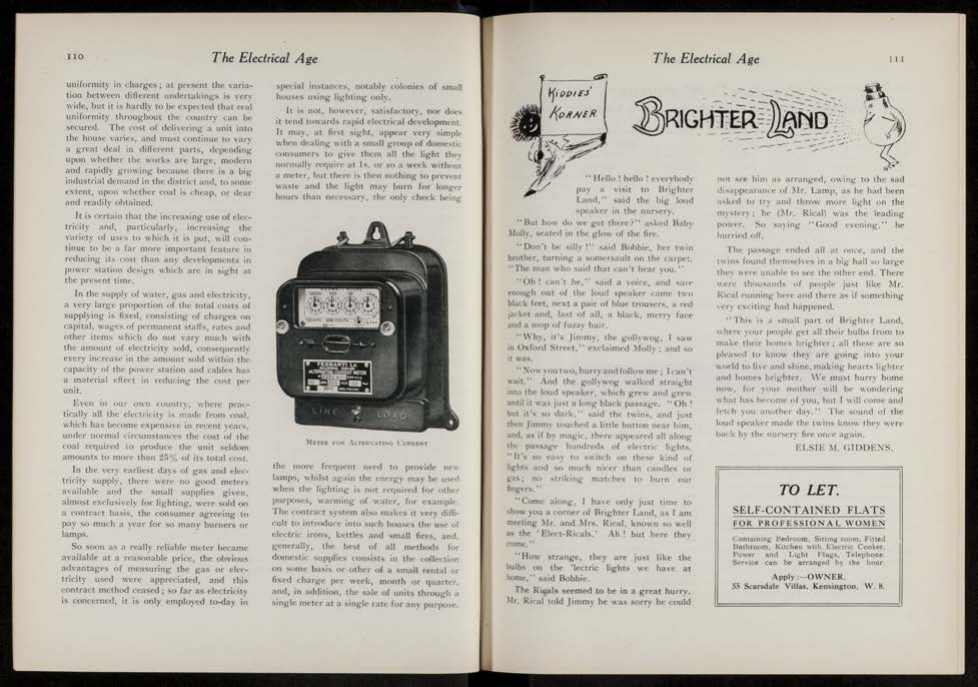 110
The Electrical Age
uniformity in charges; at present the varia-
tion between different undertakings is very
wide, but it is hardly to be expected that real
uniformity throughout the country can be
secured. The cost of delivering a unit into
the house varies, and must continue to vary
a great deal in different parts, depending
upon whether the works are large, modern
and rapidly growing because there is a big
industrial demand in the district and, to some
extent, upon whether coal is cheap, or dear
and readily obtained.
It is certain that the increasing use of elec-
tricity and, particularly, increasing the
variety of uses to which it is put, will con-
tinue to be a far more important feature in
reducing its cost than any developments in
power station design which are in sight at
the present time.
In the supply of water, gas and electricity,
a very large proportion of the total costs of
supplying is fixed, consisting of charges on
capital, wages of permanent staffs, rates and
other items which do not vary much with
the amount of electricity sold, consequently
every increase in the amount sold within the
capacity of the power station and cables has
a material effect in reducing the cost per
unit.
Even in our own country, where prac-
tically all the electricity is made from coal,
which has become expensive in recent years,
under normal circumstances the cost of the
coal required to produce the unit seldom
amounts to more than 25% of its total cost.
In the very earliest days of gas and elec-
tricity supply, there were no good meters
available and the small supplies given,
almost exclusively for lighting, were sold on
a contract basis, the consumer agreeing to
pay so much a year for so many burners or
lamps.
So soon as a really reliable meter became
available at a reasonable price, the obvious
advantages of measuring the gas or elec-
tricity used were appreciated, and this
contract method ceased; so far as electricity
is concerned, it is only employed to-day in
special instances, notably colonies of small
houses using lighting only.
It is not, however, satisfactory, nor does
it tend towards rapid electrical development.
It may, at first sight, appear very simple
when dealing with a small group of domestic
consumers to give them all the light they
normally require at 1s. or so a week without
a meter, but there is then nothing to prevent
waste and the light may burn for longer
hours than necessary, the only check being
FERRANTI
ALTERNATING CURRENT METER
LINE LOAD
METER FOR ALTERNATING CURRENT
the more frequent need to provide new
lamps, whilst again the energy may be used
when the lighting is not required for other
purposes, warming of water, for example.
The contract system also makes it very diffi-
cult to introduce into such houses the use of
electric irons, kettles and small fires, and,
generally, the best of all methods for
domestic supplies consists in the collection
on some basis or other of a small rental or
fixed charge per week, month or quarter,
and, in addition, the sale of units through a
single meter at a single rate for any purpose.
The Electrical Age
111
KIDDIES'
KORNER
BRIGHTER LAND
"Hello! hello! everybody
pay a visit to Brighter
Land," said the big loud
speaker in the nursery.
"But how do we get there?" asked Baby
Molly, seated in the glow of the fire.
"Don't be silly!" said Bobbie, her twin
brother, turning a somersault on the carpet.
"The man who said that can't hear you."
"Oh! can't he," said a voice, and sure
enough out of the loud speaker came two
black feet, next a pair of blue trousers, a red
jacket and, last of all, a black, merry face
and a mop of fuzzy hair.
"Why, it's Jimmy, the gollywog, I saw
in Oxford Street," exclaimed Molly; and so
it was.
"Now you two, hurry and follow me; I can't
wait." And the gollywog walked straight
into the loud speaker, which grew and grew
until it was just a long black passage. "Oh!
but it's so dark," said the twins, and just
then Jimmy touched a little button near him,
and, as if by magic, there appeared all along
the passage hundreds of electric lights.
"It's so easy to switch on these kind of
lights and so much nicer than candles or
gas; no striking matches to burn our
fingers."
"Come along, I have only just time to
show you a corner of Brighter Land, as I am
meeting Mr. and Mrs. Rical, known so well
as the "Elect-Ricals." Ah! but here they
come."
"How strange, they are just like the
bulbs on the 'lectric lights we have at
home," said Bobbie.
The Ricals seemed to be in a great hurry.
Mr. Rical told Jimmy he was sorry he could
not see him as arranged, owing to the sad
disappearance of Mr. Lamp, as he had been
asked to try and throw more light on the
mystery; he (Mr. Rical) was the leading
power. So saying "Good evening," he
hurried off.
The passage ended all at once, and the
twins found themselves in a big hall so large
they were unable to see the other end. There
were thousands of people just like Mr.
Rical running here and there as if something
very exciting had happened.
"This is a small part of Brighter Land,
where your people get all their bulbs from to
make their homes brighter; all these are so
pleased to know they are going into your
world to live and shine, making hearts lighter
and homes brighter. We must hurry home
now, for your mother will be wondering
what has become of you, but I will come and
fetch you another day." The sound of the
loud speaker made the twins know they were
back by the nursery fire once again.
ELSIE M. GIDDENS.
TO LET.
SELF-CONTAINED FLATS
FOR PROFESSIONAL WOMEN
Containing Bedroom, Sitting room, Fitted
Bathroom, Kitchen with Electric Cooker,
Power and Light Plugs, Telephone.
Service can be arranged by the hour.
Apply:—OWNER,
55 Scarsdale Villas, Kensington, W. 8.